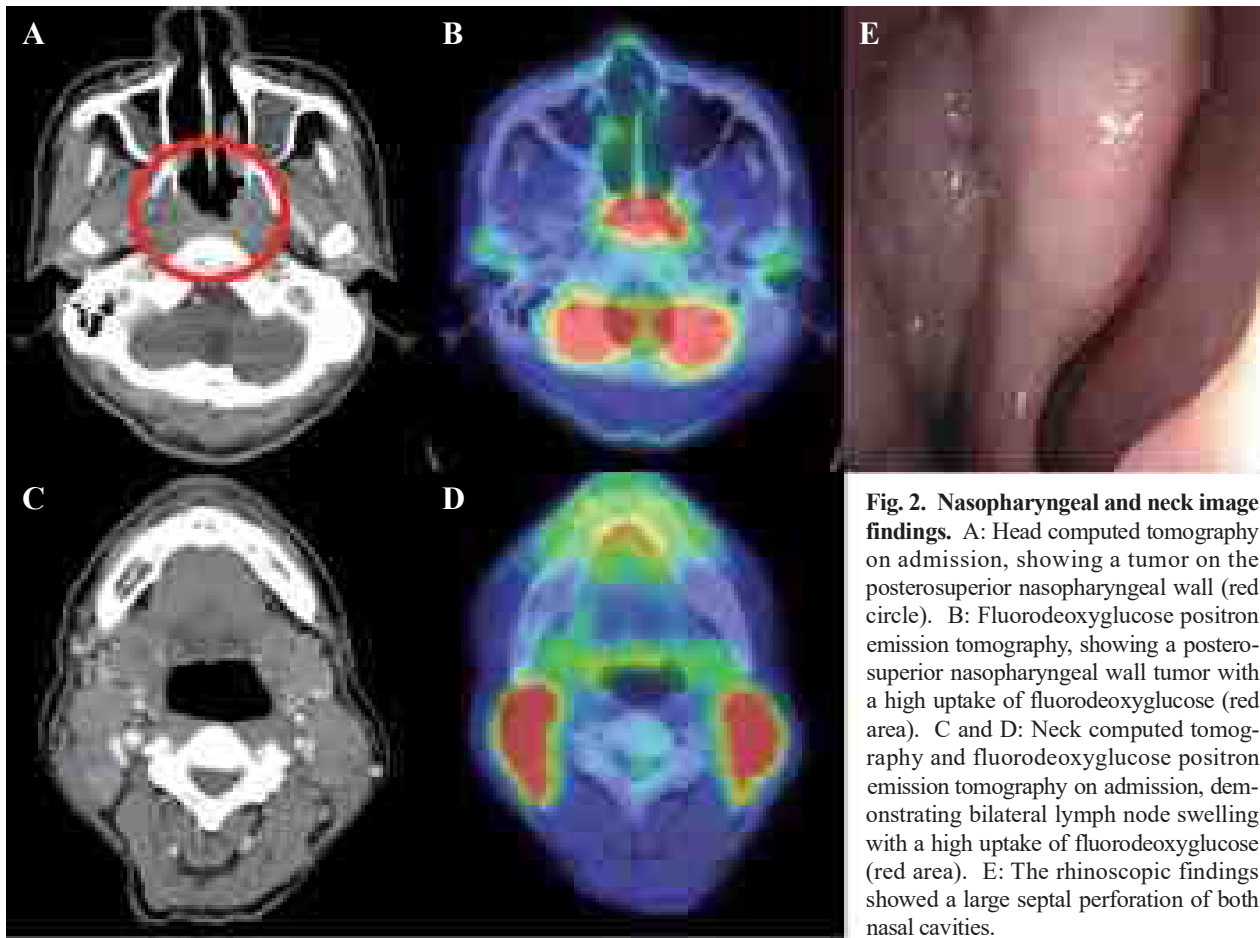 A
B
E
C
D
Fig. 2. Nasopharyngeal and neck image
findings. A: Head computed tomography
on admission, showing a tumor on the
posterosuperior nasopharyngeal wall (red
circle). B: Fluorodeoxyglucose positron
emission tomography, showing a postero-
superior nasopharyngeal wall tumor with
a high uptake of fluorodeoxyglucose (red
area). C and D: Neck computed tomog-
raphy and fluorodeoxyglucose positron
emission tomography on admission, dem-
onstrating bilateral lymph node swelling
with a high uptake of fluorodeoxyglucose
(red area). E: The rhinoscopic findings
showed a large septal perforation of both
nasal cavities.